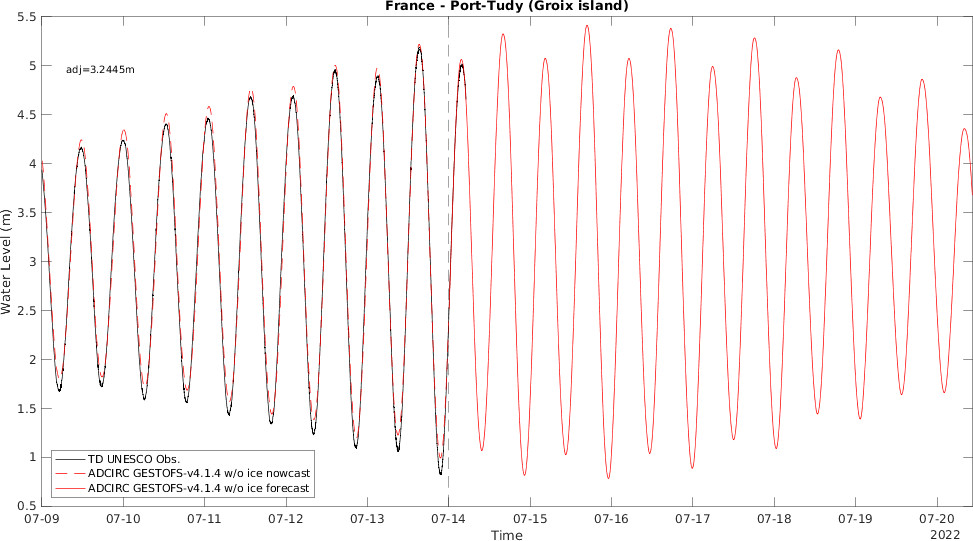 France - Port-Tudy (Groix island)
adj=3.2445m
Water Level (m)
5.5
5
4.5
4
3.5
3
2.5
2
1.5
1
0.5
TD UNESCO Obs.
ADCIRC GESTOFS-v4.1.4 w/o ice nowcast
ADCIRC GESTOFS-v4.1.4 w/o ice forecast
07-09 07-10 07-11 07-12 07-13 07-14 07-15 07-16 07-17 07-18 07-19 07-20
2022
Time